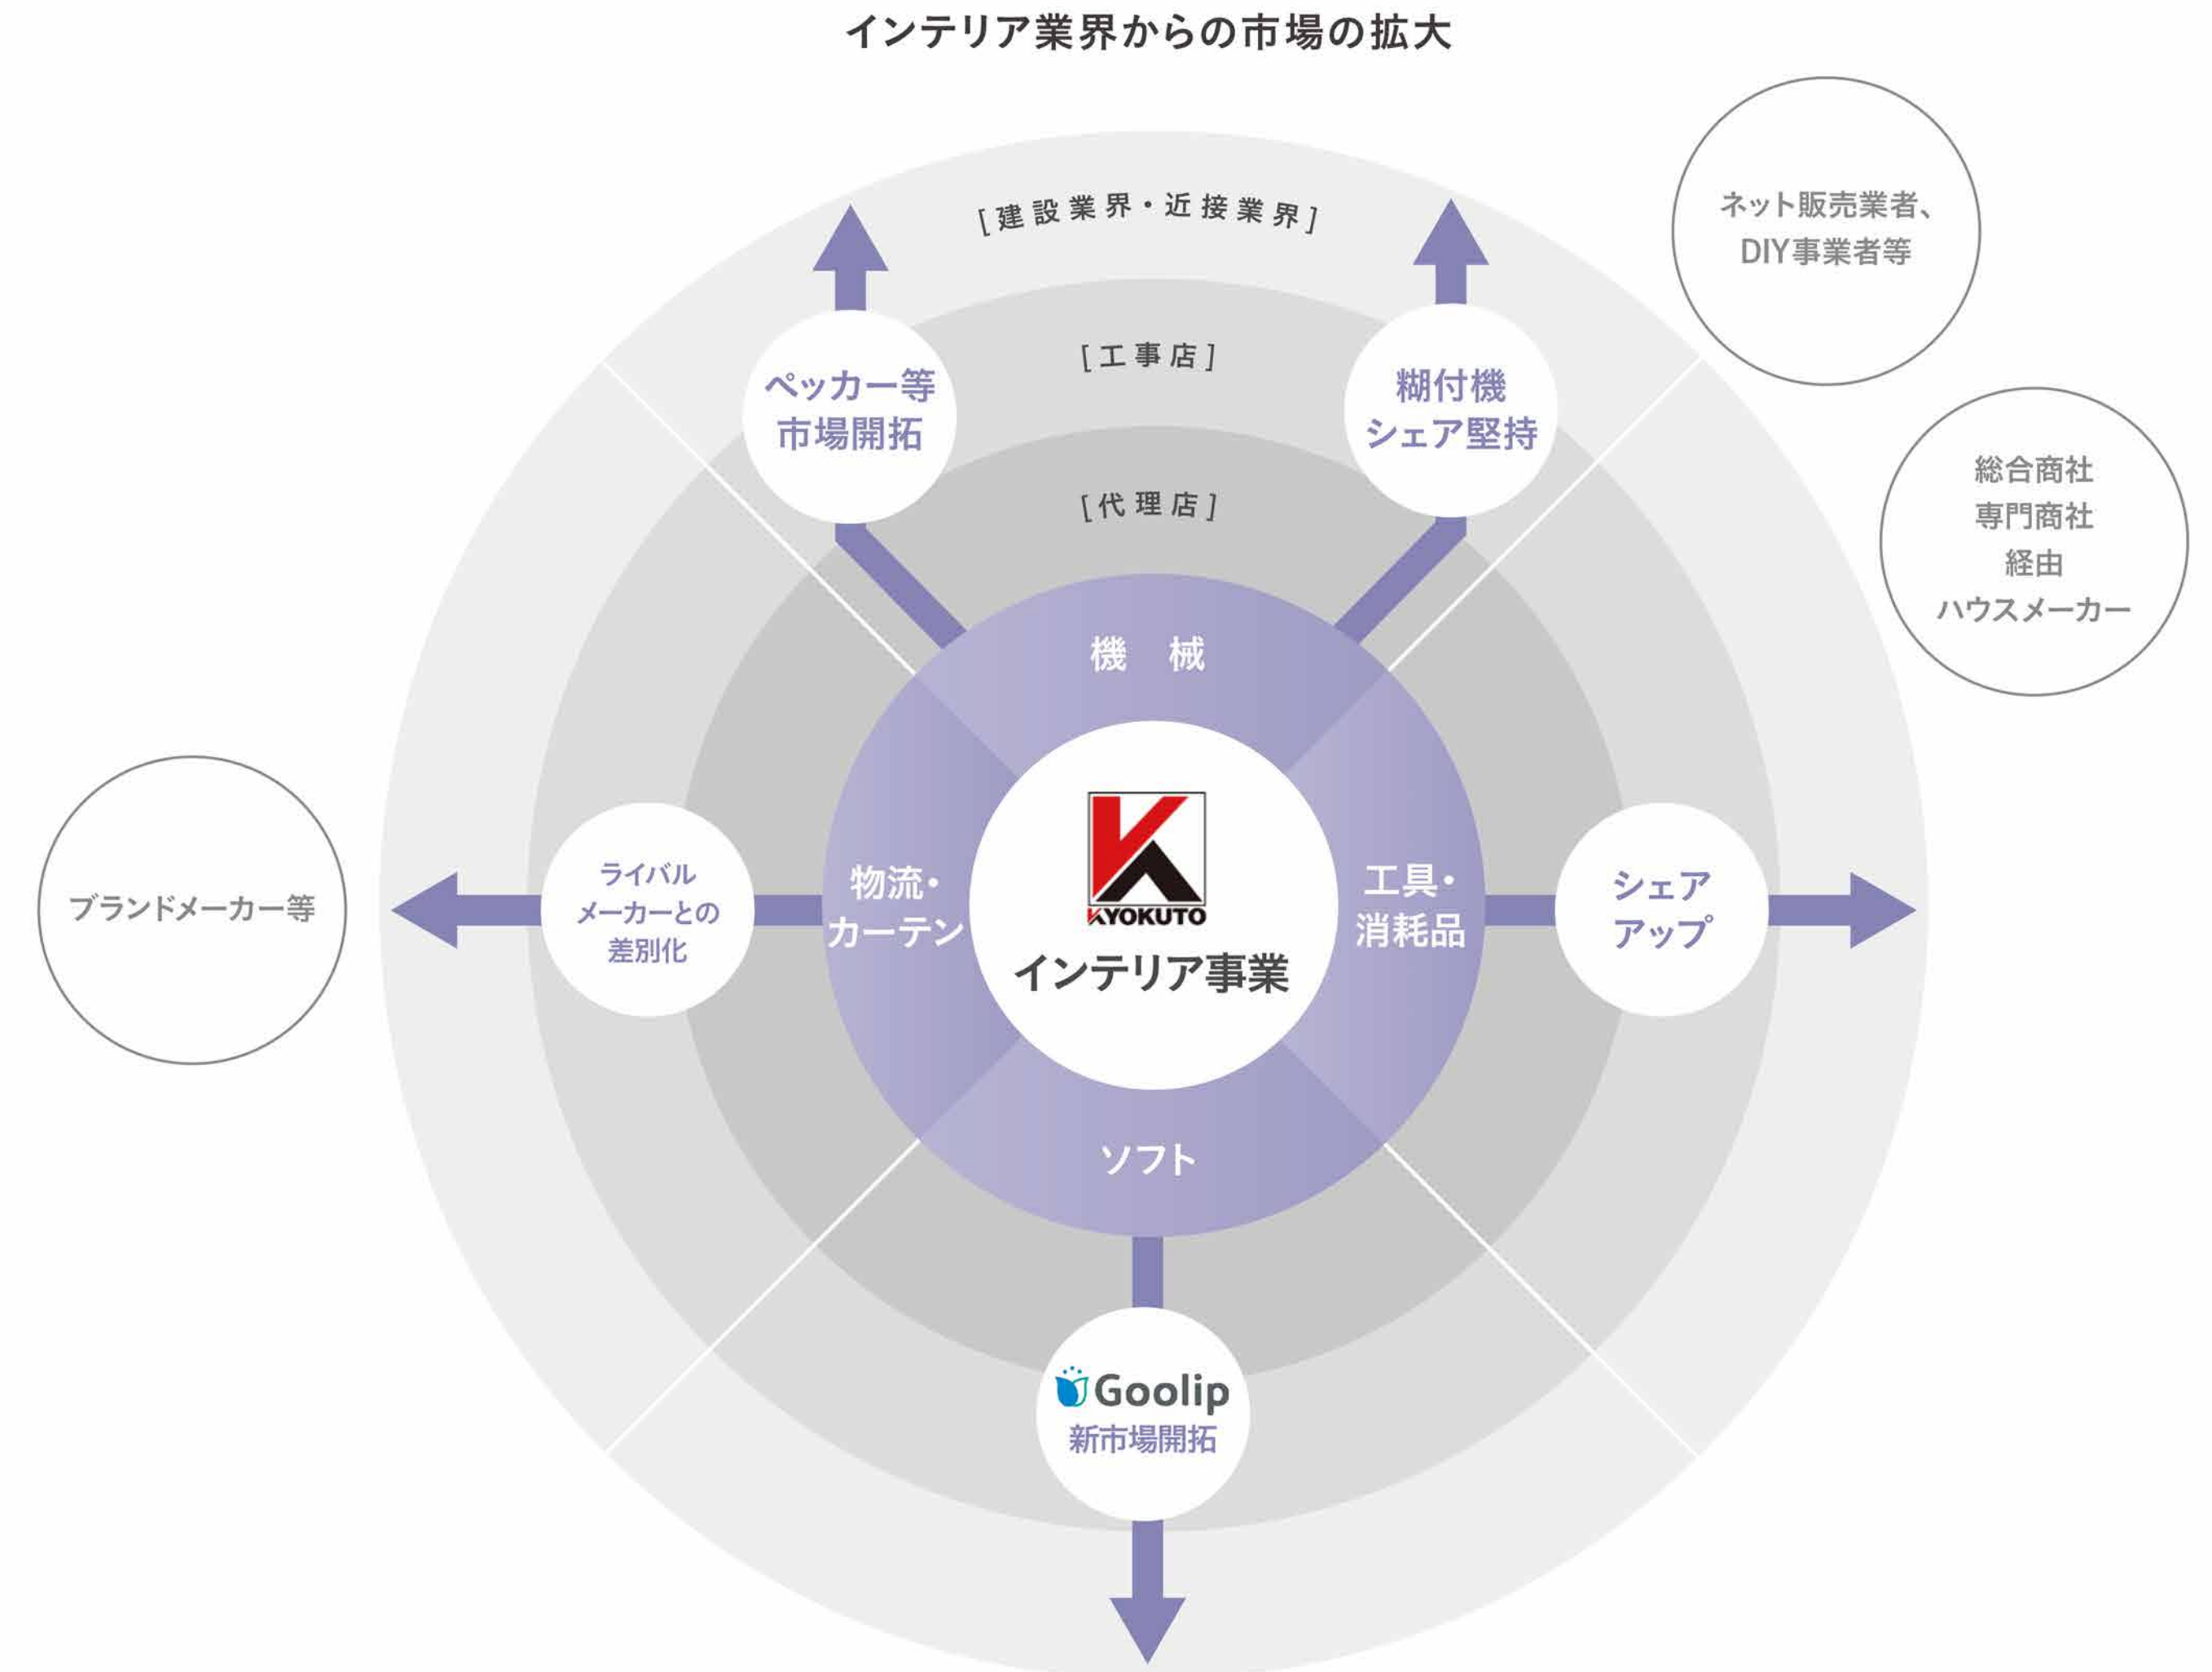 インテリア業界からの市場の拡大
[建設業界・近接業界]
[工事店]
[代理店]
ネット販売業者、
DIY事業者等
総合商社
専門商社
経由
ハウスメーカー
ペッカー等
市場開拓
糊付機
シェア堅持
機 械
ブランドメーカー等
ライバル
メーカーとの
差別化
物流・
カーテン
KYOKUTO
インテリア事業
工具・
消耗品
シェア
アップ
ソフト
Goolip
新市場開拓